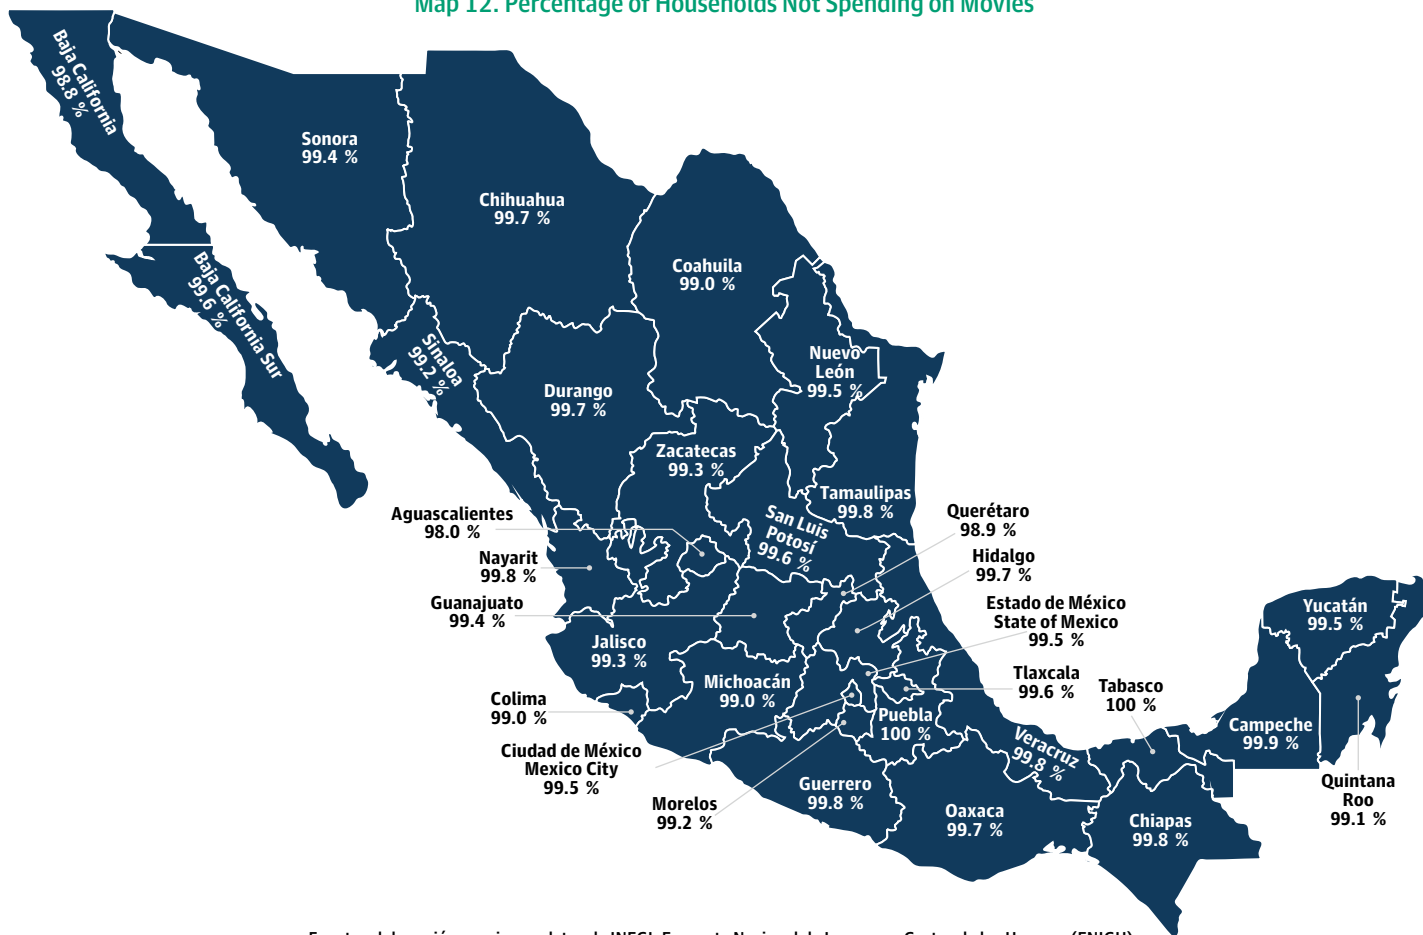 Map 12. Percentage of Households Not Spending on Movies
Baja California
98.8 %
Sonora
99.4 %
Chihuahua
99.7 %
Coahuila
99.0 %
Baja California Sur
99.6 %
Sinaloa
99.2 %
Nuevo
León
99.5 %
Durango
99.7 %
Zacatecas
99.3 %
Tamaulipas
99.8 %
San Luis
Potosí
99.6 %
Aguascalientes
98.0 %
Querétaro
98.9 %
Nayarit
99.8 %
Hidalgo
99.7 %
Guanajuato
99.4 %
Estado de México
State of Mexico
99.5 %
Yucatán
99.5 %
Jalisco
99.3 %
Michoacán
99.0 %
Tlaxcala
99.6 %
Tabasco
100 %
Colima
99.0 %
Puebla
100 %
Campeche
99.9 %
Ciudad de México
Mexico City
99.5 %
Veracruz
99.8 %
Guerrero
99.8 %
Quintana
Roo
99.1 %
Morelos
99.2 %
Oaxaca
99.7 %
Chiapas
99.8 %